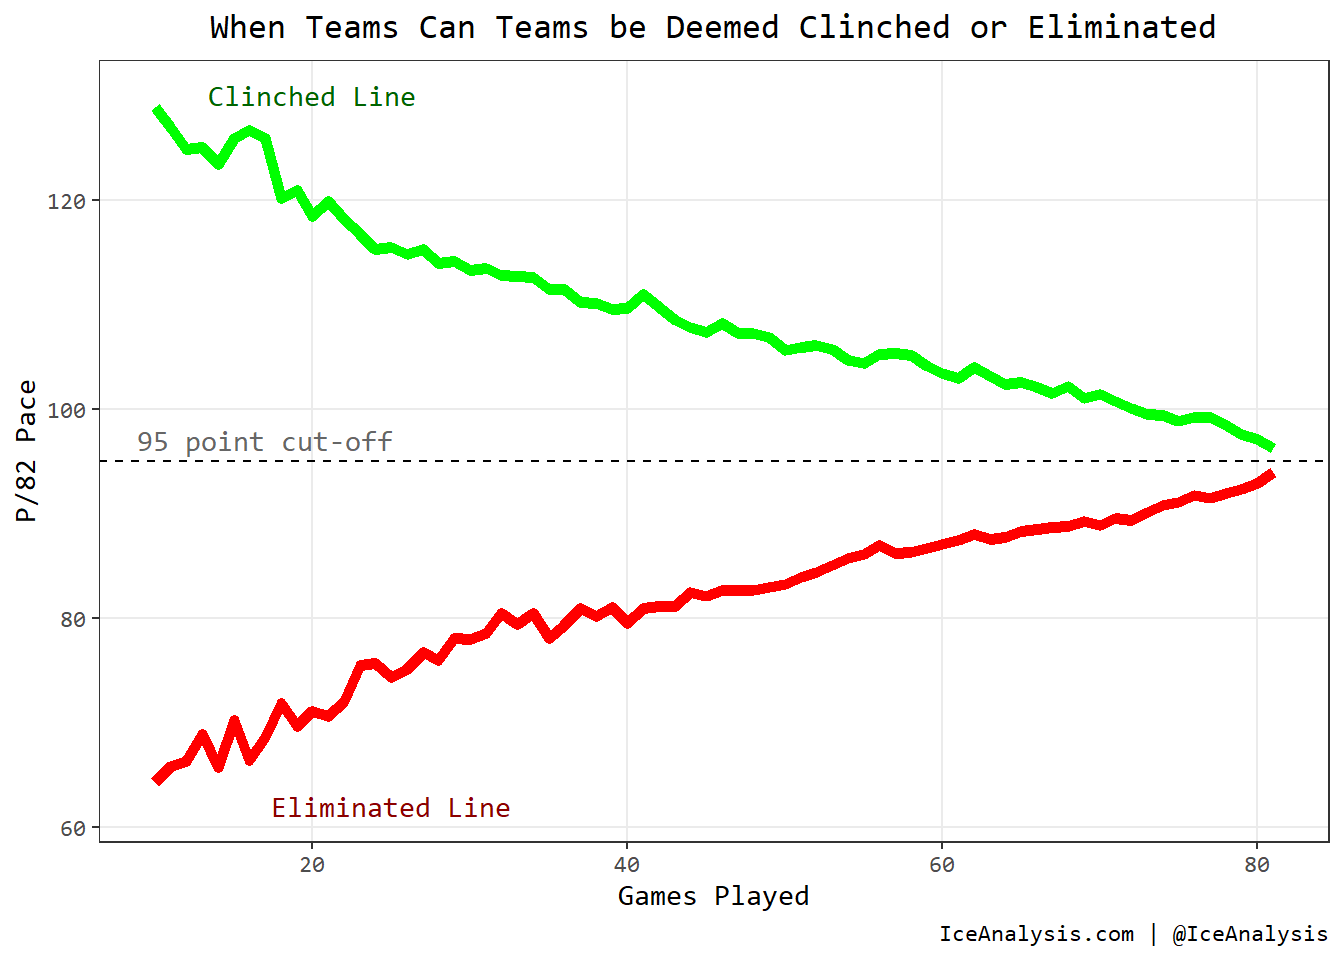 When Teams Can Teams be Deemed Clinched or Eliminated
Clinched Line
120
100
95 point cut-off
80
60
P/82 Pace
Eliminated Line
20 40 60 80
Games Played
IceAnalysis.com | @IceAnalysis